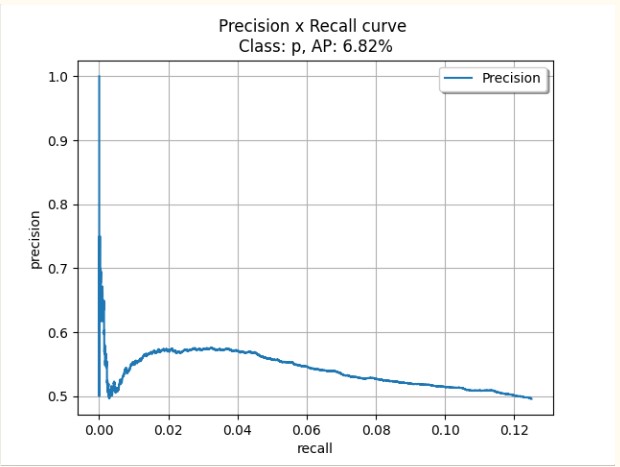 Precision x Recall curve
Class: p, AP: 6.82%
Precision
1.0
0.9
0.8
0.7
0.6
0.5
precision
0.00 0.02 0.04 0.06 0.08 0.10 0.12
recall